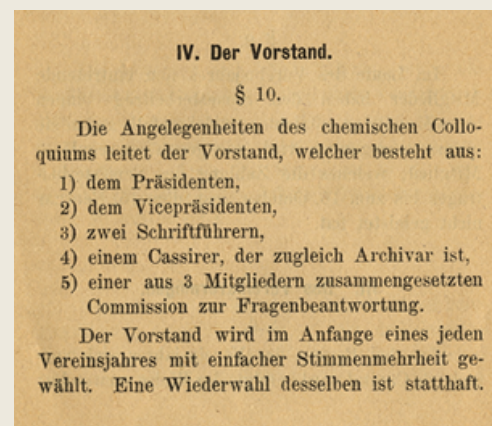 IV. Der Vorstand.
§ 10.
Die Angelegenheiten des chemischen Collo-
quiums leitet der Vorstand, welcher besteht aus:
1) dem Präsidenten,
2) dem Vicepräsidenten,
3) zwei Schriftführern,
4) einem Cassirer, der zugleich Archivar ist,
5) einer aus 3 Mitgliedern zusammengesetzten
Commission zur Fragenbeantwortung.
Der Vorstand wird im Anfange eines jeden
Vereinsjahres mit einfacher Stimmenmehrheit ge-
wählt. Eine Wiederwahl desselben ist statthaft.